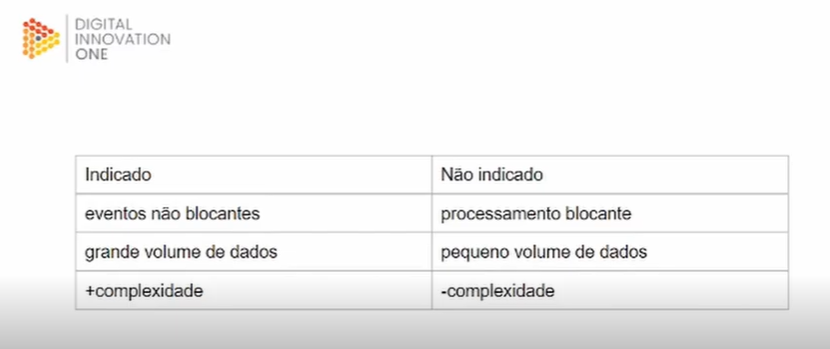 DIGITAL
INNOVATION
ONE
Indicado
Não indicado
eventos não blocantes
processamento blocante
grande volume de dados
pequeno volume de dados
+complexidade
-complexidade